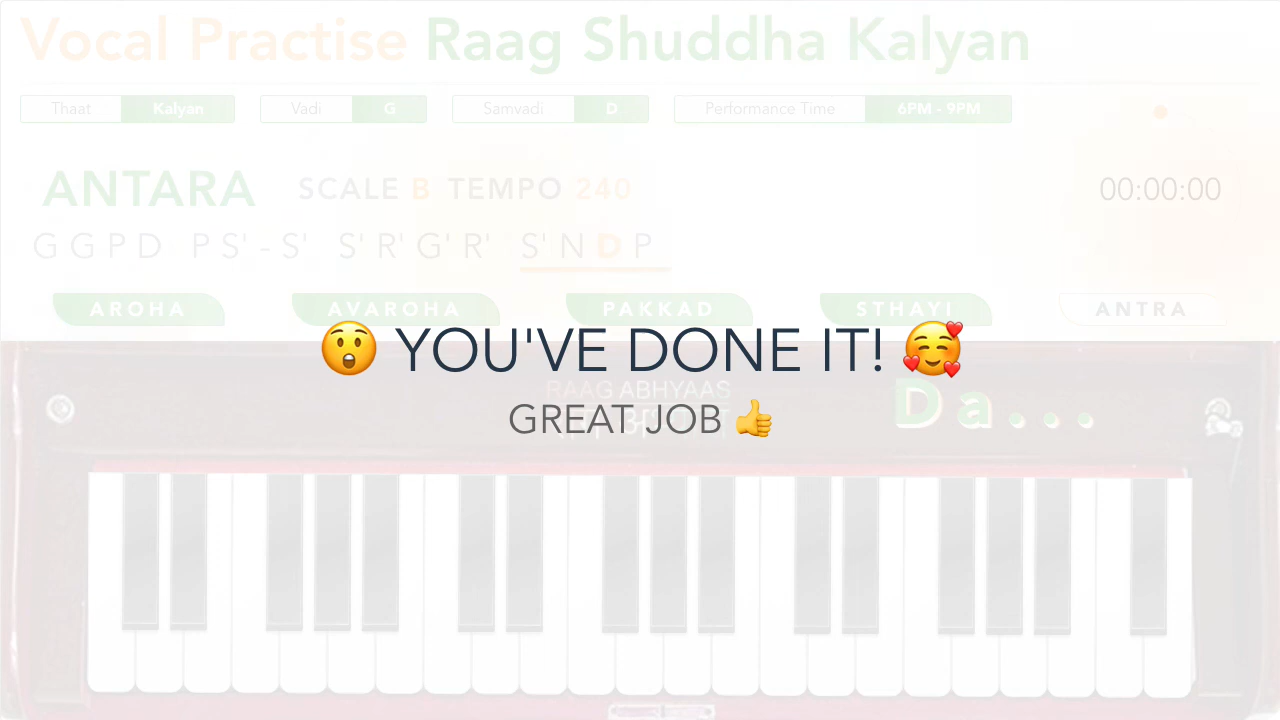 Vocal Practise Raag Shuddha Kalyan
Thaat Kalyan Vadi G Samvadi D Performance Time 6PM - 9PM
ANTARA SCALE B TEMPO 240 00:00:00
G G P D P S' - S' S' R' G' R' S' N D P
AROHA AVAROHA PAKKAD STHAYI ANTRA
😲 YOU'VE DONE IT! 🥰
RAAG ABHYAAS
Da...
GREAT JOB 👍